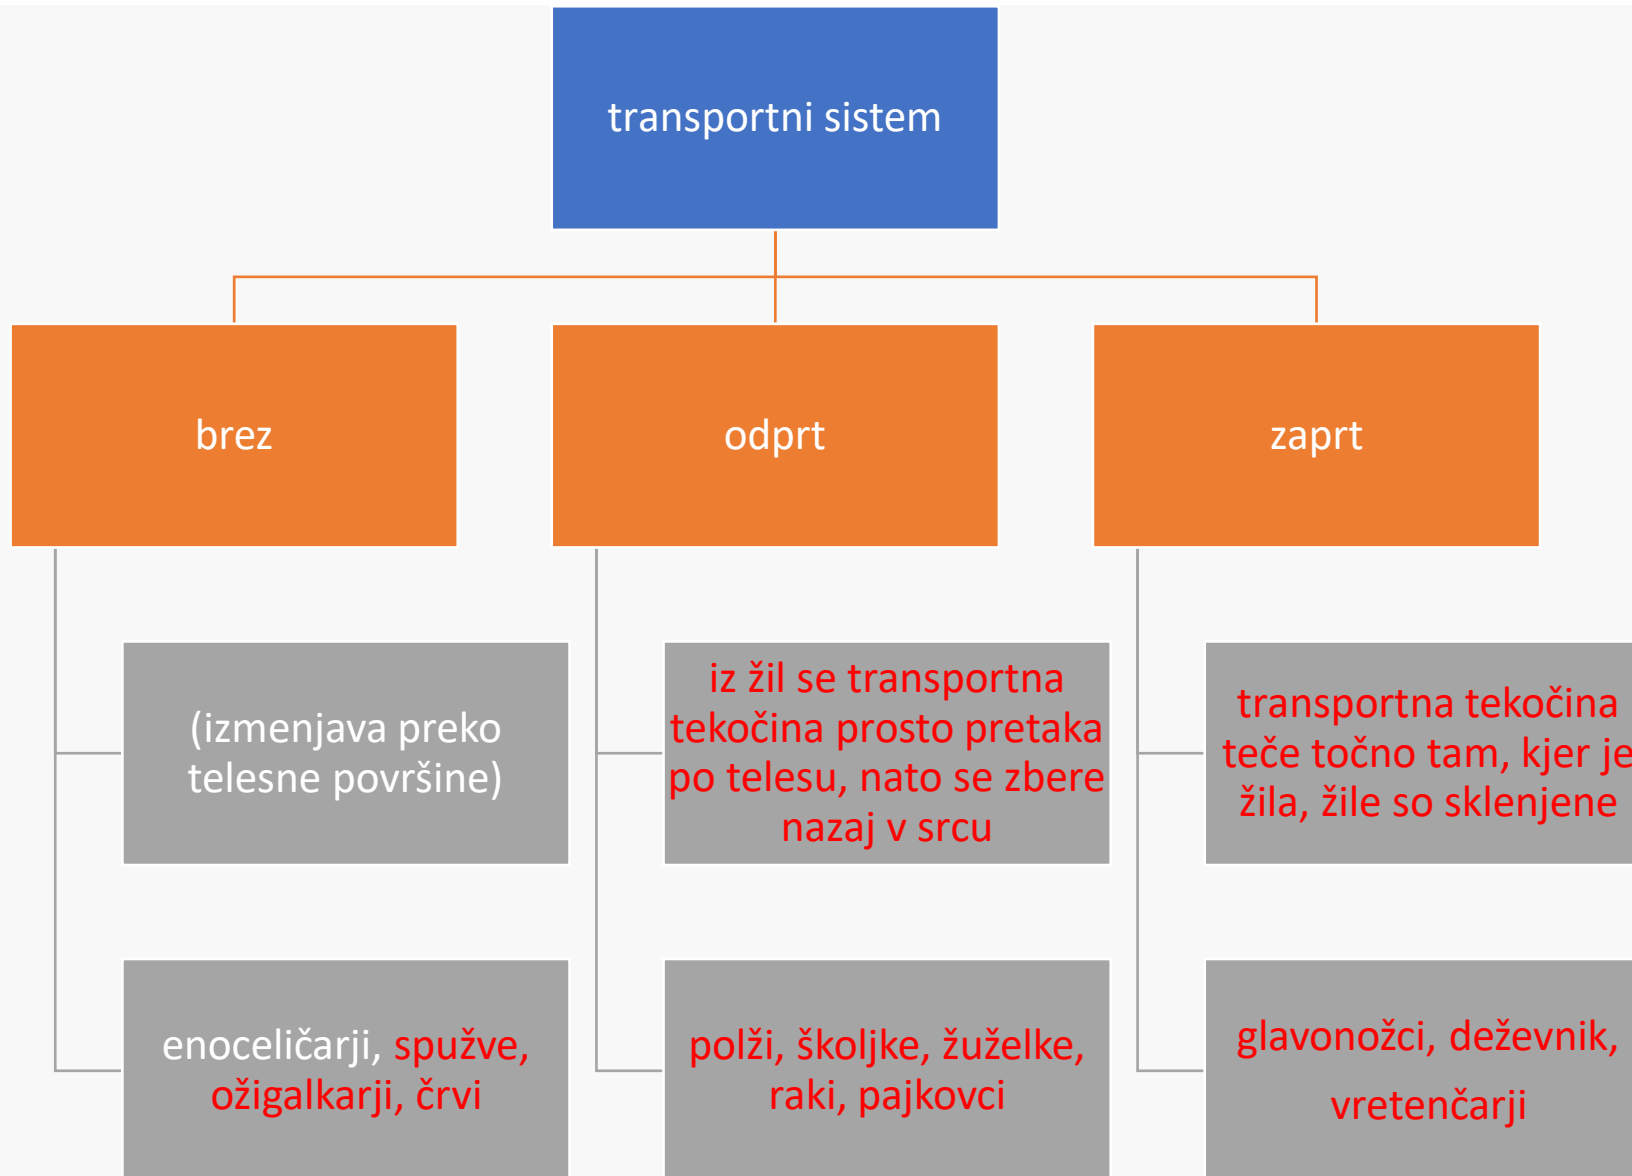 transportni sistem
brez
odprt
zaprt
(izmenjava preko
telesne površine)
iz žil se transportna
tekočina prosto pretaka
po telesu, nato se zbere
nazaj v srcu
transportna tekočina
teče točno tam, kjer je
žila, žile so sklenjene
enoceličarji, spužve,
ožigalkarji, črvi
polži, školjke, žuželke,
raki, pajkovci
glavonožci, deževnik,
vretenčarji